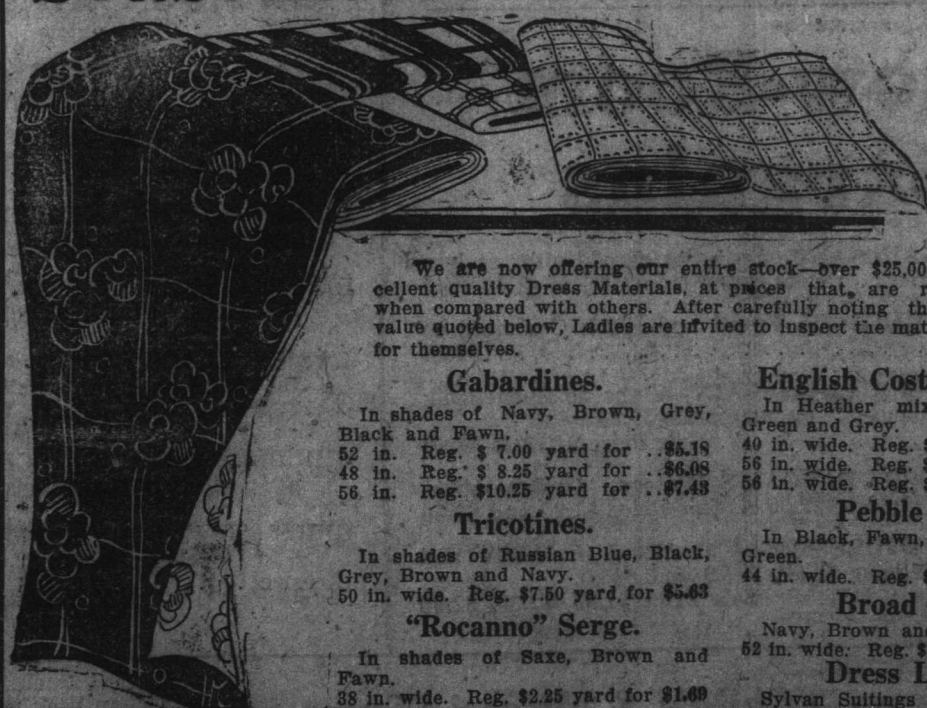 We are now offering our entire stock—over $25,00
cellent quality Dress Materials, at prices that are r
when compared with others. After carefully noting th
value quoted below, Ladies are invited to inspect the mat
for themselves.
Gabardines.
In shades of Navy, Brown, Grey,
Black and Fawn.
52 in. Reg. $ 7.00 yard for ..$5.18
48 in. Reg. $ 8.25 yard for ..$6.08
56 in. Reg. $10.25 yard for ..$7.43
Tricotines.
In shades of Russian Blue, Black,
Grey, Brown and Navy.
50 in. wide. Reg. $7.50 yard for $5.63
“Rocanno” Serge.
In shades of Saxe, Brown and
Fawn.
38 in. wide. Reg. $2.25 yard for $1.69
English Cost
In Heather mix
Green and Grey.
40 in. wide. Reg. $
56 in. wide. Reg. $
56 in. wide. Reg. $
Pebble
In Black, Fawn,
Green.
44 in. wide. Reg. $
Broad
Navy, Brown and
52 in. wide. Reg. $
Dress L
Sylvan Suitings